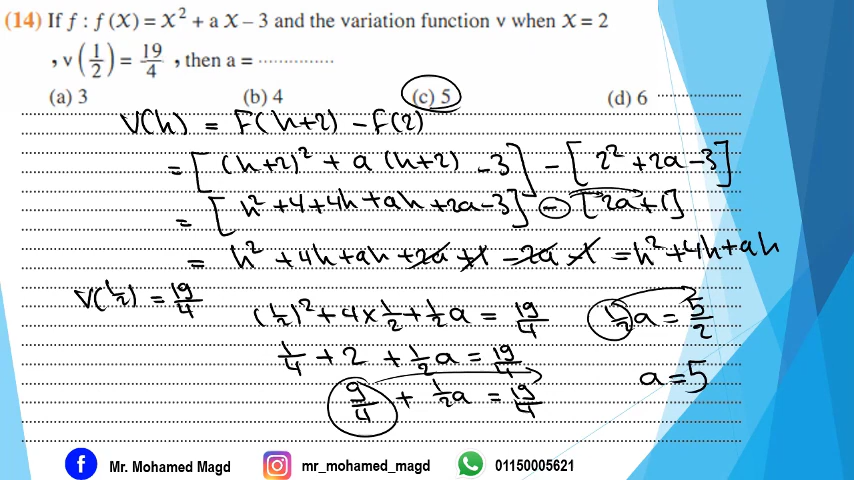 (14) If f : f(X) = X² + a X – 3 and the variation function v when X = 2
, v(1/2) = 19/4 , then a = ...............
(a) 3 (b) 4 (c) 5 (d) 6
V(h) = F(h+2) - F(2)
= [(h+2)² + a (h+2) - 3] - [2² + 2a - 3]
= [h² + 4 + 4h + ah + 2a - 3] - [2a + 1]
= h² + 4h + ah + 2a + 1 - 2a - 1 = h² + 4h + ah
V(1/2) = 19/4
(1/2)² + 4 × 1/2 + 1/2 a = 19/4
1/4 + 2 + 1/2 a = 19/4
9/4 + 1/2 a = 19/4
1/2 a = 5/2
a = 5
Mr. Mohamed Magd mr_mohamed_magd 01150005621